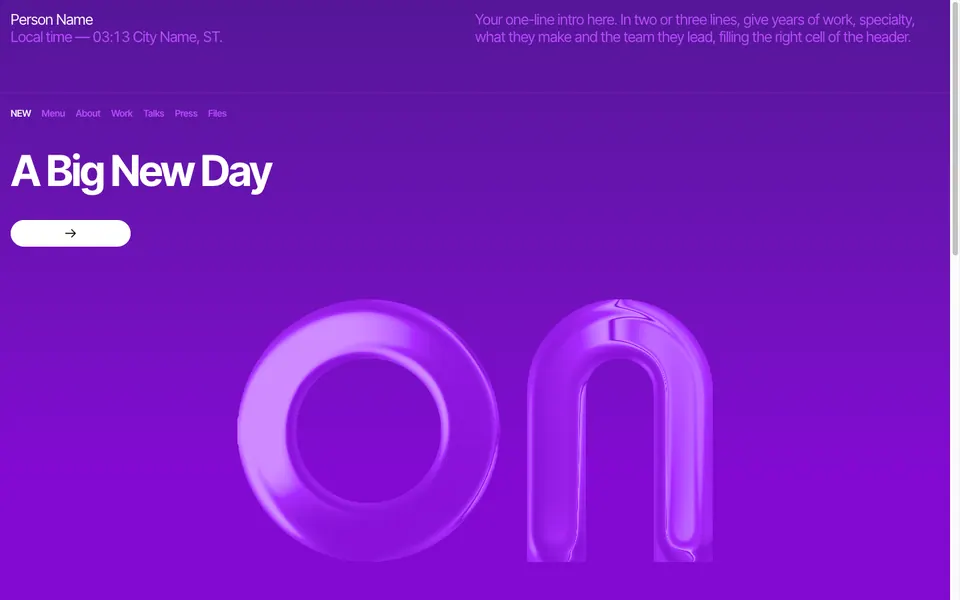 Person Name
Local time — 03:13 City Name, ST.
Your one-line intro here. In two or three lines, give years of work, specialty,
what they make and the team they lead, filling the right cell of the header.
NEW Menu About Work Talks Press Files
A Big New Day
→
on